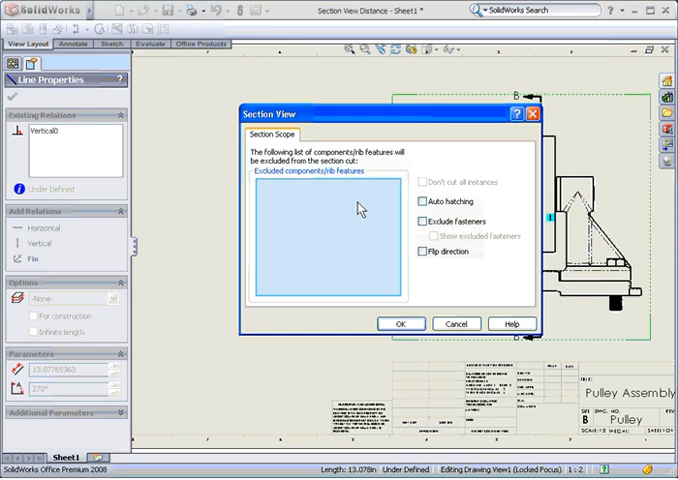 SolidWorks
Section View Distance - Sheet1 *
SolidWorks Search
View Layout
Annotate
Sketch
Evaluate
Office Products
Line Properties
?
Existing Relations
Vertical0
Under Defined
Add Relations
Horizontal
Vertical
Fix
Options
-None-
For construction
Infinite length
Parameters
13.07765363
270°
Additional Parameters
Section View
Section Scope
The following list of components/rib features will
be excluded from the section cut:
Excluded components/rib features
Don't cut all instances
Auto hatching
Exclude fasteners
Show excluded fasteners
Flip direction
OK
Cancel
Help
B
B
TITLE:
Pulley Assembly
SIZE
DWG. NO.
B
Pulley
Sheet1
SolidWorks Office Premium 2008
Length: 13.078in
Under Defined
Editing Drawing View1 (Locked Focus)
1 : 2